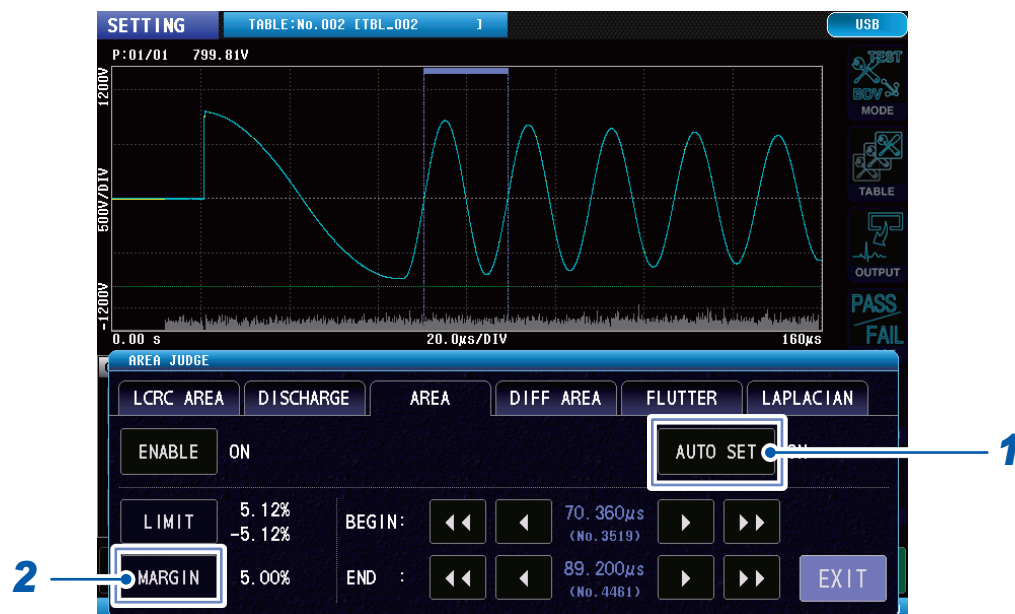 SETTING
TABLE:No.002 [TBL_002 ]
USB
P:01/01 799.81V
1200V
500V/DIV
-1200V
0.00 s
20.0µs/DIV
160µs
TEST
BDV
MODE
TABLE
OUTPUT
PASS
FAIL
AREA JUDGE
LCRC AREA
DISCHARGE
AREA
DIFF AREA
FLUTTER
LAPLACIAN
ENABLE ON
AUTO SET
1
LIMIT
5.12%
-5.12%
BEGIN:
70.360µs
(No.3519)
2
MARGIN
5.00%
END :
89.200µs
(No.4461)
EXIT